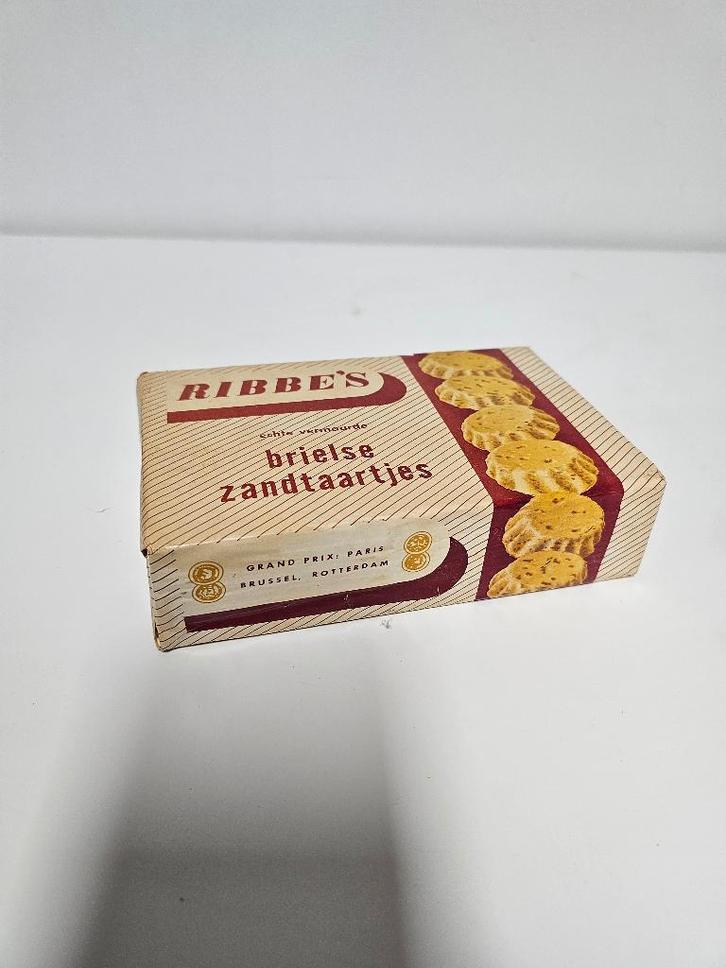 RIBBE'S
echte vermaarde
brielse
zandtaartjes
GRAND PRIX: PARIS
BRUSSEL, ROTTERDAM